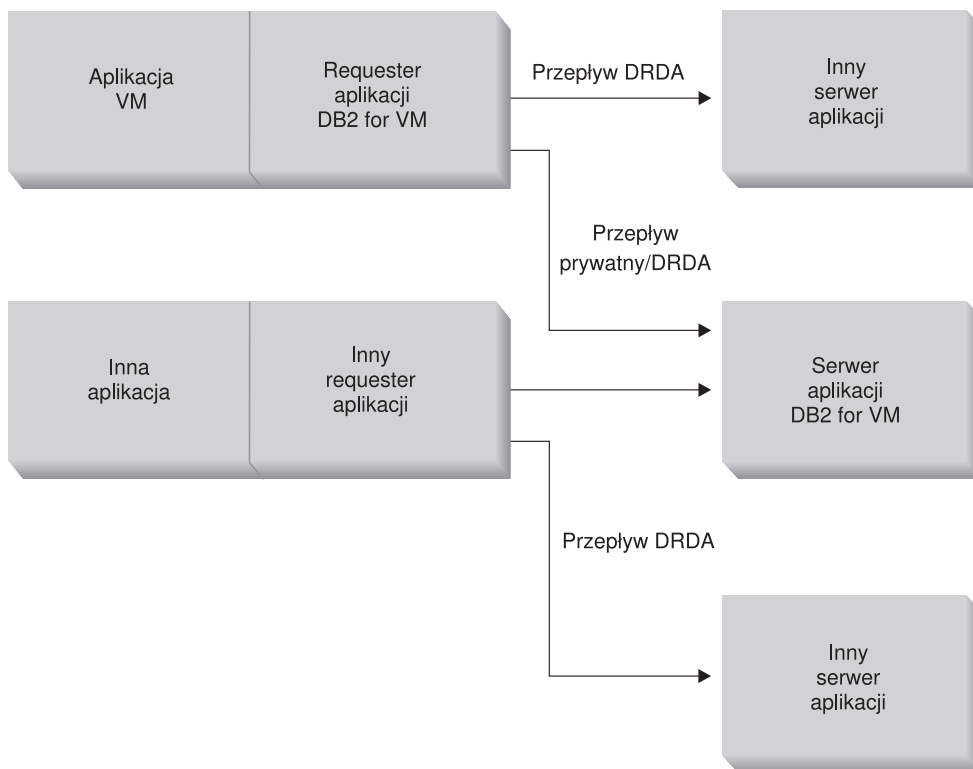 Aplikacja
VM
Requester
aplikacji
DB2 for VM
Przepływ DRDA
Inny
serwer
aplikacji
Przepływ
prywatny/DRDA
Inna
aplikacja
Inny
requester
aplikacji
Serwer
aplikacji
DB2 for VM
Przepływ DRDA
Inny
serwer
aplikacji